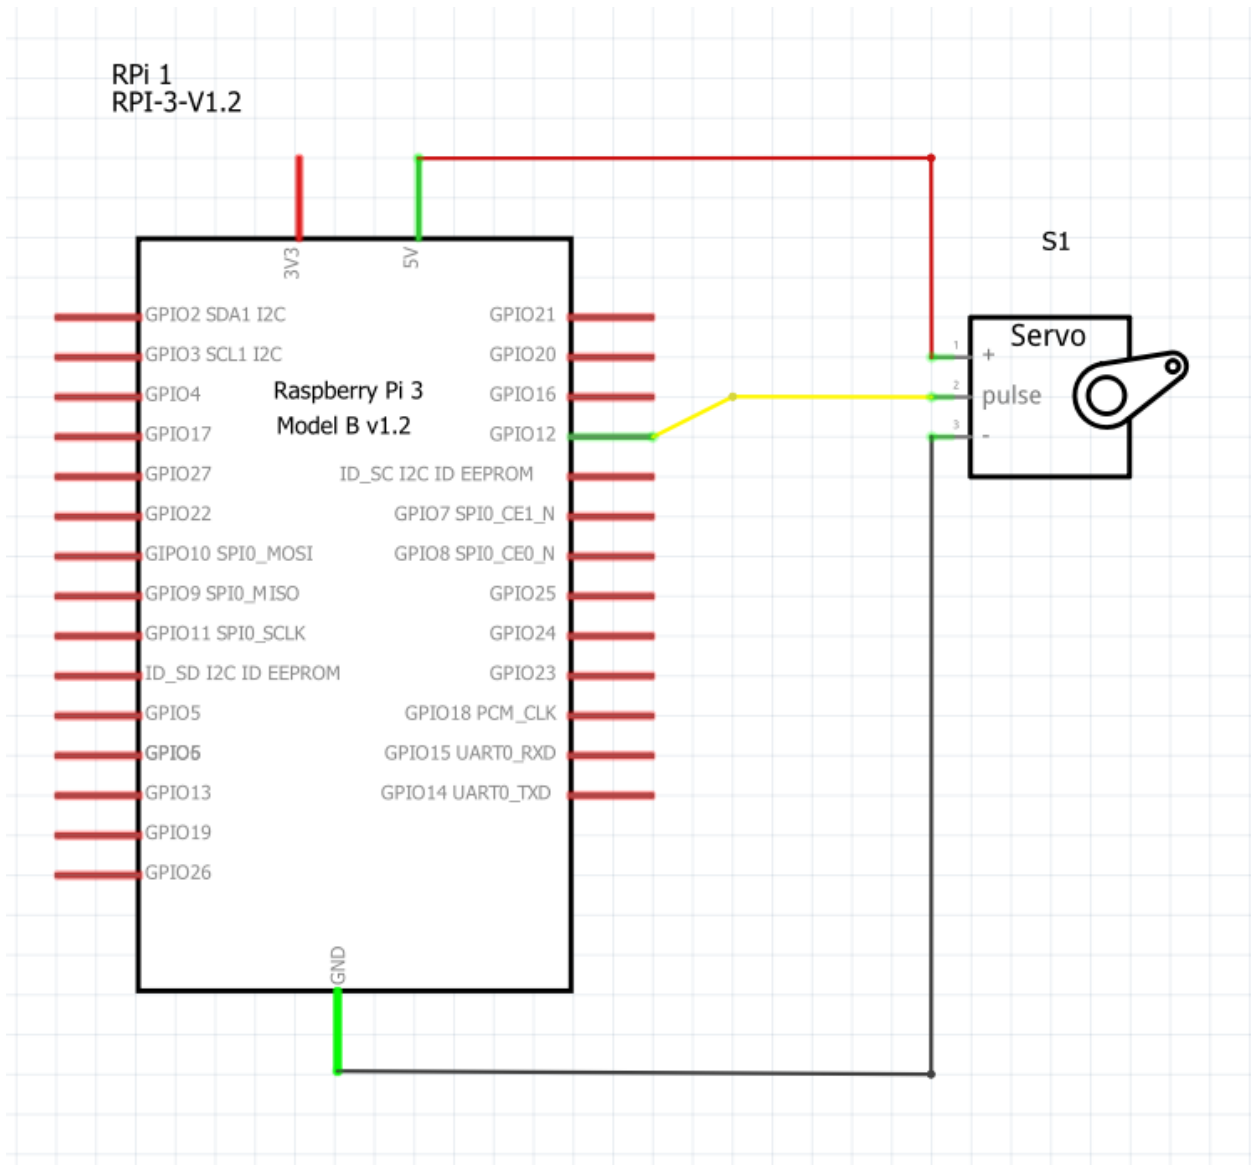 RPi 1
RPI-3-V1.2
3V3
5V
S1
GPIO2 SDA1 I2C
GPIO21
GPIO3 SCL1 I2C
GPIO20
GPIO4
Raspberry Pi 3
Model B v1.2
GPIO16
GPIO17
GPIO12
GPIO27
ID_SC I2C ID EEPROM
GPIO22
GPIO7 SPI0_CE1_N
GIPO10 SPI0_MOSI
GPIO8 SPI0_CE0_N
GPIO9 SPI0_MISO
GPIO25
GPIO11 SPI0_SCLK
GPIO24
ID_SD I2C ID EEPROM
GPIO23
GPIO5
GPIO18 PCM_CLK
GPIO15 UART0_RXD
GPIO13
GPIO14 UART0_TXD
GPIO19
GPIO26
GND
Servo
1 +
2 pulse
3 -